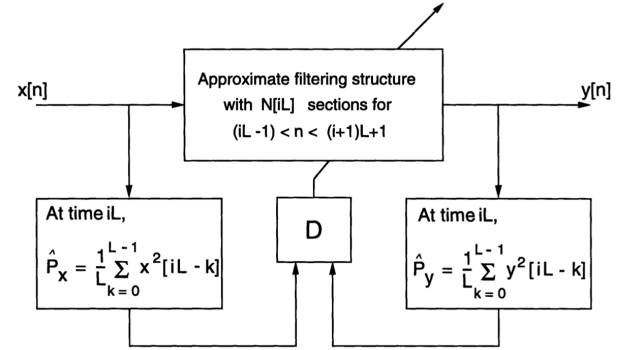 x[n]
Approximate filtering structure
with N[iL] sections for
(iL -1) < n < (i+1)L+1
y[n]
At time iL,
P̂x = 1/L Σ_{k = 0}^{L - 1} x²[iL - k]
D
At time iL,
P̂y = 1/L Σ_{k = 0}^{L - 1} y²[iL - k]